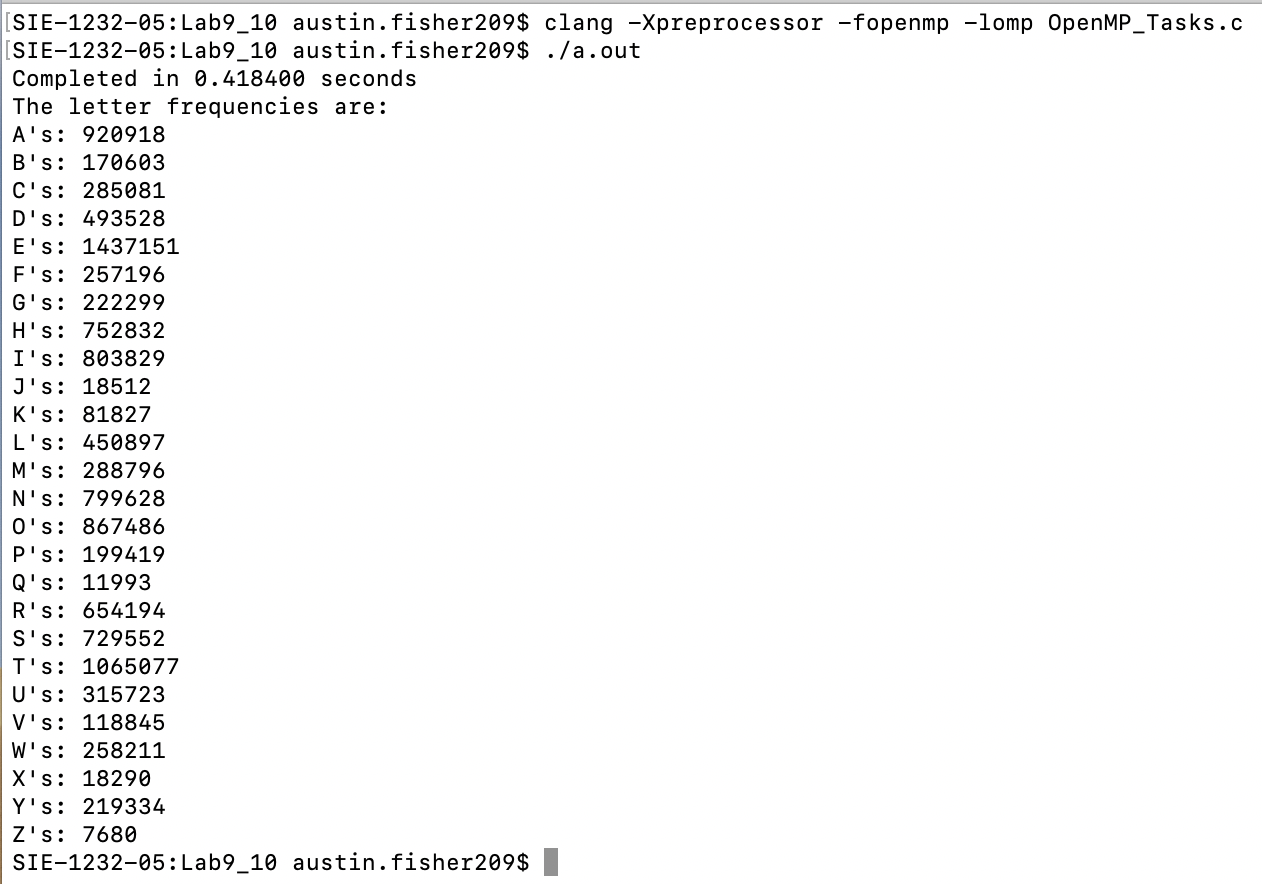 [SIE-1232-05:Lab9_10 austin.fisher209$ clang -Xpreprocessor -fopenmp -lomp OpenMP_Tasks.c
[SIE-1232-05:Lab9_10 austin.fisher209$ ./a.out
Completed in 0.418400 seconds
The letter frequencies are:
A's: 920918
B's: 170603
C's: 285081
D's: 493528
E's: 1437151
F's: 257196
G's: 222299
H's: 752832
I's: 803829
J's: 18512
K's: 81827
L's: 450897
M's: 288796
N's: 799628
O's: 867486
P's: 199419
Q's: 11993
R's: 654194
S's: 729552
T's: 1065077
U's: 315723
V's: 118845
W's: 258211
X's: 18290
Y's: 219334
Z's: 7680
SIE-1232-05:Lab9_10 austin.fisher209$